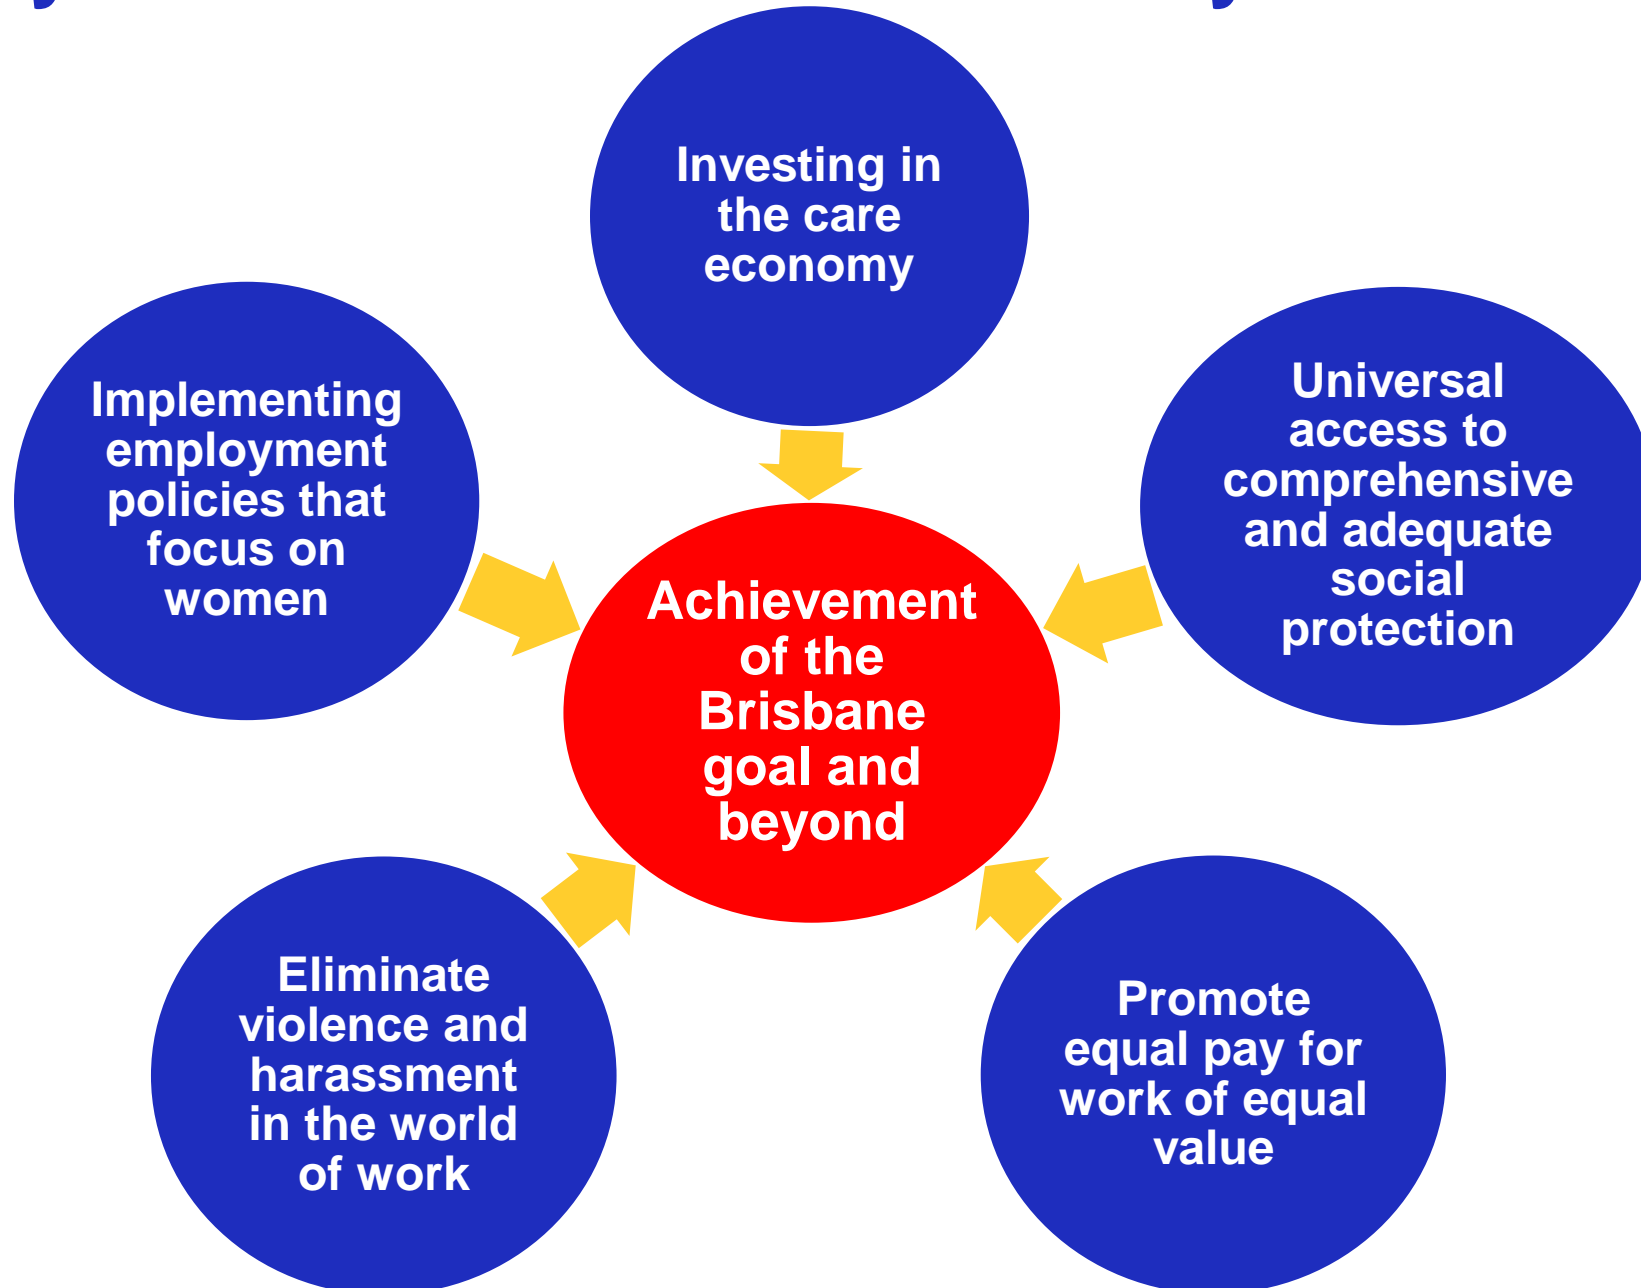 Investing in
the care
economy
Implementing
employment
policies that
focus on
women
Universal
access to
comprehensive
and adequate
social
protection
Achievement
of the
Brisbane
goal and
beyond
Eliminate
violence and
harassment
in the world
of work
Promote
equal pay for
work of equal
value